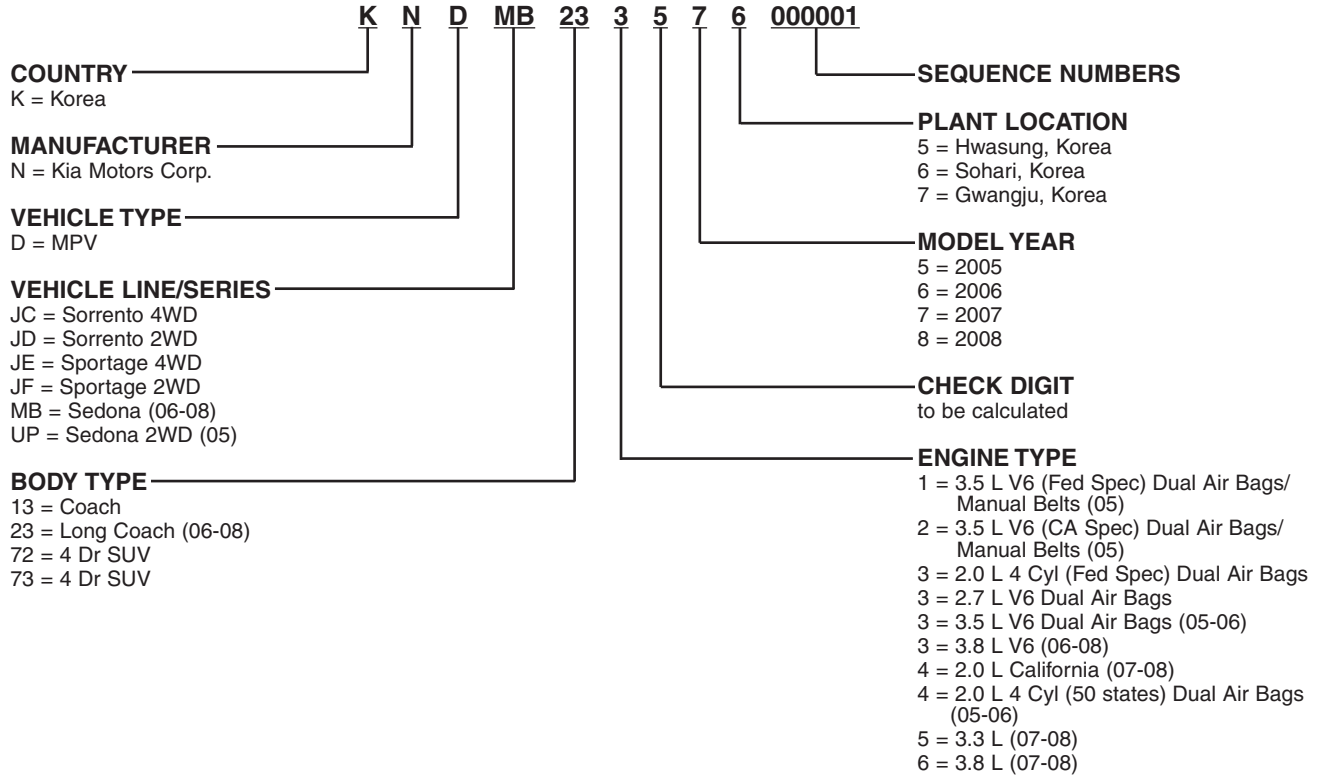 K N D MB 23 3 5 7 6 000001
COUNTRY
K = Korea
MANUFACTURER
N = Kia Motors Corp.
VEHICLE TYPE
D = MPV
VEHICLE LINE/SERIES
JC = Sorrento 4WD
JD = Sorrento 2WD
JE = Sportage 4WD
JF = Sportage 2WD
MB = Sedona (06-08)
UP = Sedona 2WD (05)
BODY TYPE
13 = Coach
23 = Long Coach (06-08)
72 = 4 Dr SUV
73 = 4 Dr SUV
SEQUENCE NUMBERS
PLANT LOCATION
5 = Hwasung, Korea
6 = Sohari, Korea
7 = Gwangju, Korea
MODEL YEAR
5 = 2005
6 = 2006
7 = 2007
8 = 2008
CHECK DIGIT
to be calculated
ENGINE TYPE
1 = 3.5 L V6 (Fed Spec) Dual Air Bags/
Manual Belts (05)
2 = 3.5 L V6 (CA Spec) Dual Air Bags/
Manual Belts (05)
3 = 2.0 L 4 Cyl (Fed Spec) Dual Air Bags
3 = 2.7 L V6 Dual Air Bags
3 = 3.5 L V6 Dual Air Bags (05-06)
3 = 3.8 L V6 (06-08)
4 = 2.0 L California (07-08)
4 = 2.0 L 4 Cyl (50 states) Dual Air Bags
(05-06)
5 = 3.3 L (07-08)
6 = 3.8 L (07-08)